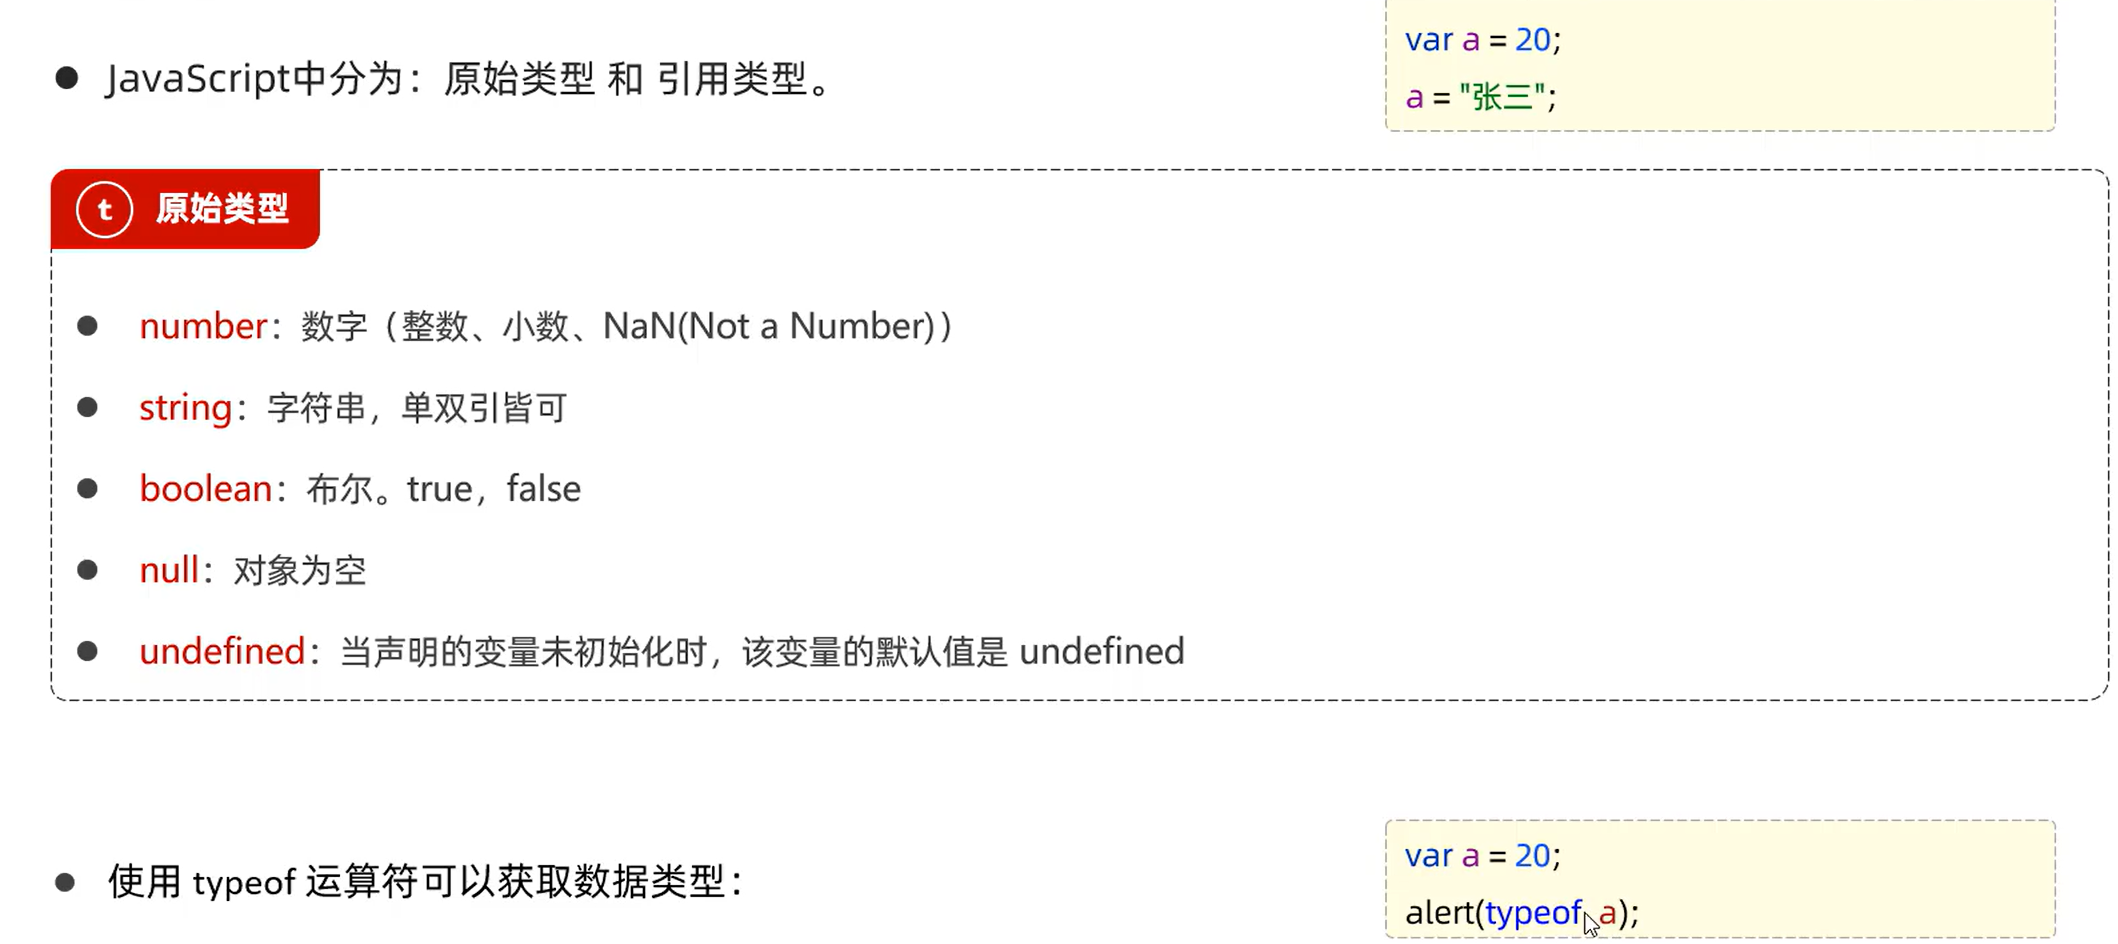 var a = 20;
● JavaScript中分为：原始类型 和 引用类型。
a = "张三";
t 原始类型
● number：数字（整数、小数、NaN(Not a Number)）
● string：字符串，单双引皆可
● boolean：布尔。true，false
● null：对象为空
● undefined：当声明的变量未初始化时，该变量的默认值是 undefined
● 使用 typeof 运算符可以获取数据类型：
var a = 20;
alert(typeof a);